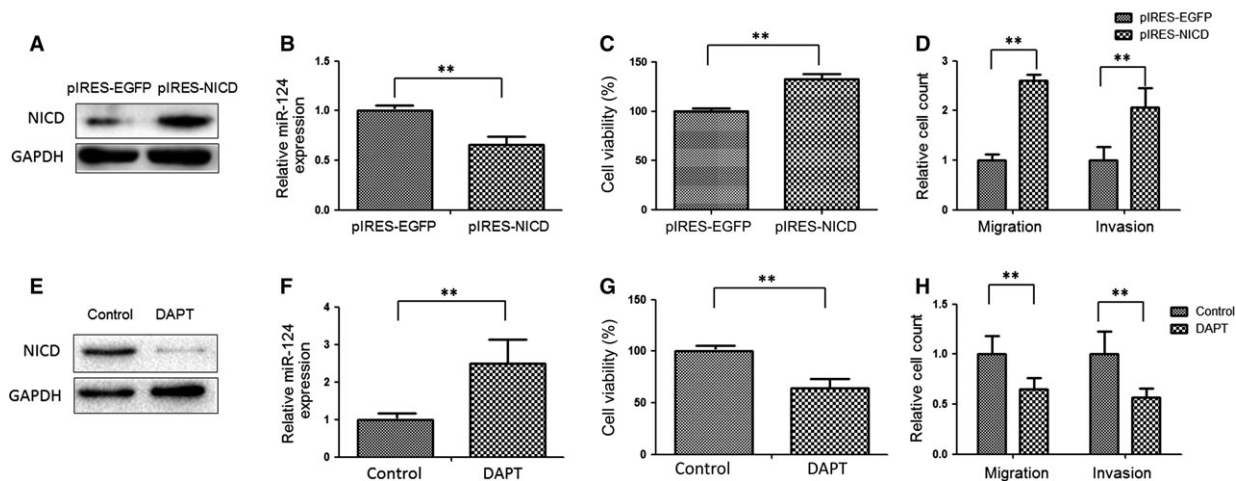 A
pIRES-EGFP pIRES-NICD
NICD
GAPDH
B
Relative miR-124
expression
1.5
1.0
0.5
0.0
**
pIRES-EGFP
pIRES-NICD
C
Cell viability (%)
150
100
50
0
**
pIRES-EGFP
pIRES-NICD
D
pIRES-EGFP
pIRES-NICD
Relative cell count
3
2
1
0
**
**
Migration
Invasion
E
Control
DAPT
NICD
GAPDH
F
Relative miR-124
expression
4
3
2
1
0
**
Control
DAPT
G
Cell viability (%)
150
100
50
0
**
Control
DAPT
H
Control
DAPT
Relative cell count
1.5
1.0
0.5
0.0
**
**
Migration
Invasion